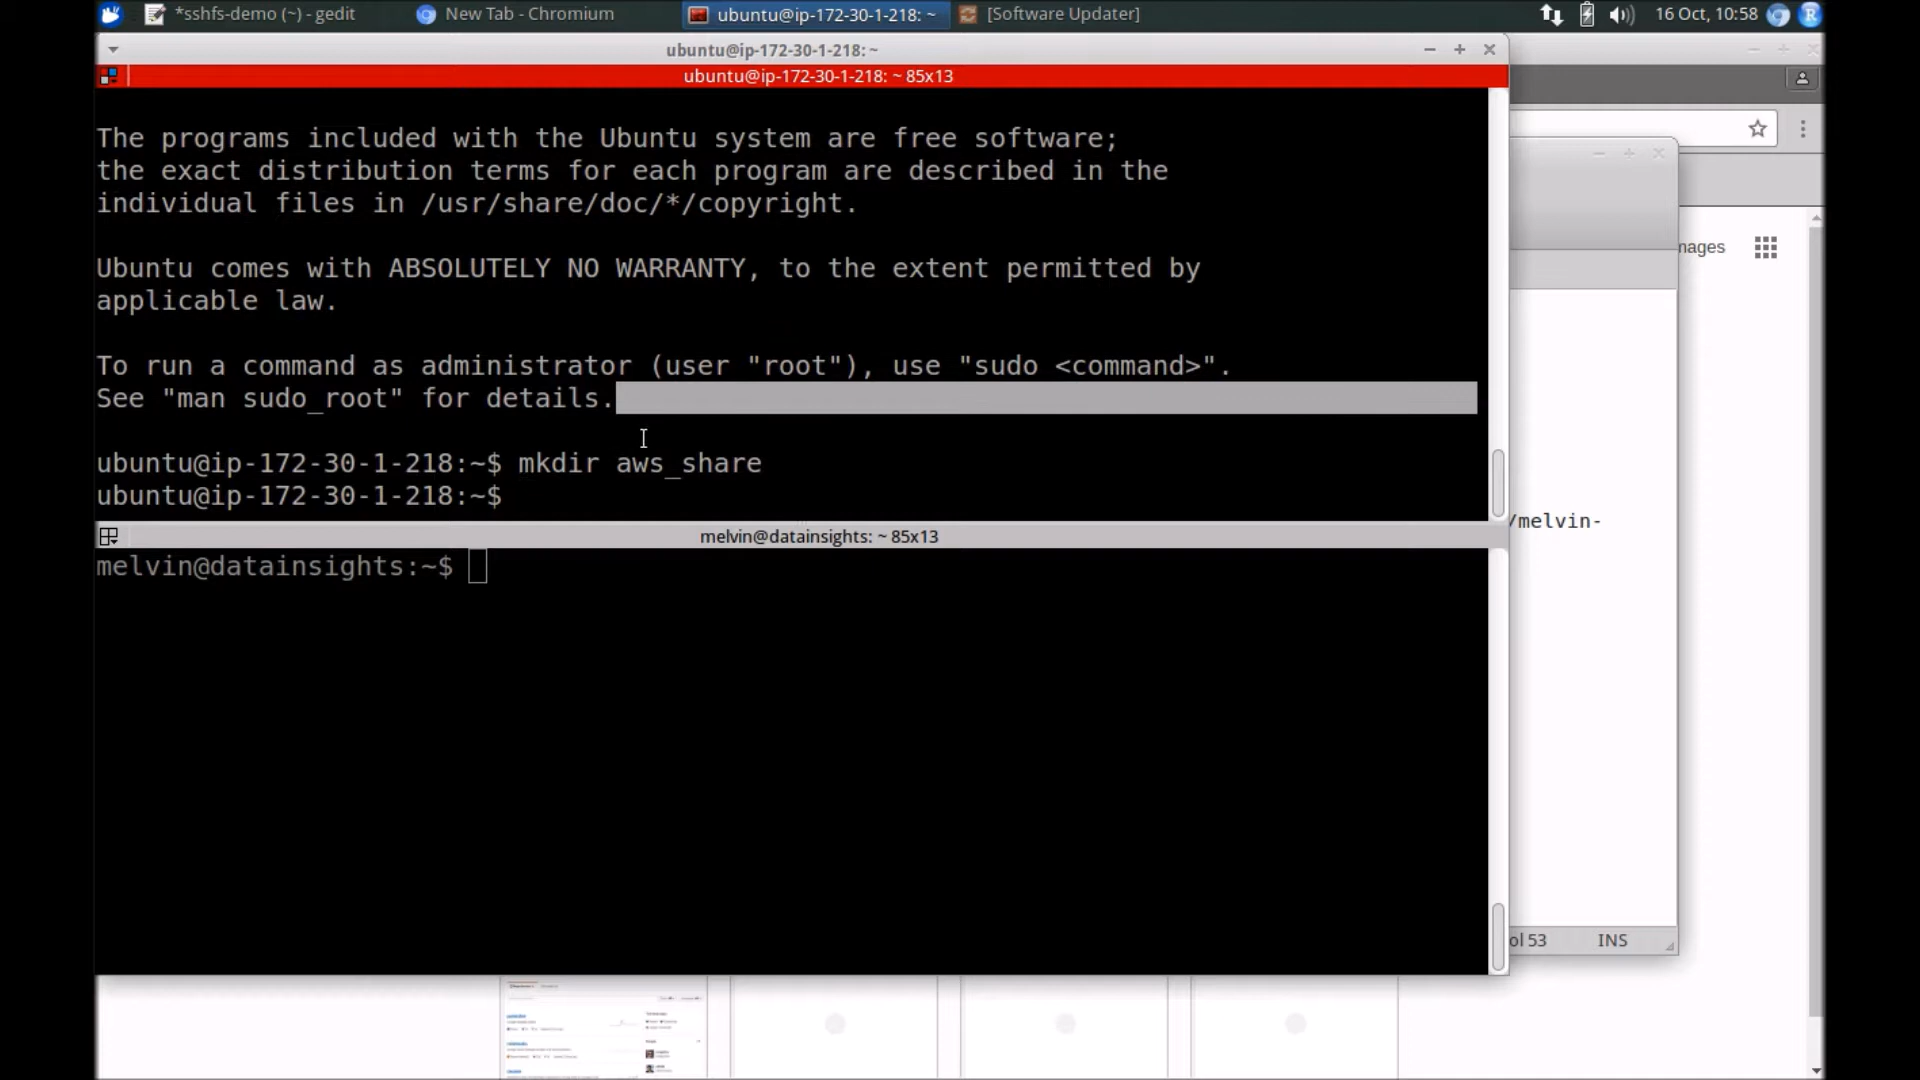 *sshfs-demo (~) - gedit
New Tab - Chromium
ubuntu@ip-172-30-1-218: ~
[Software Updater]
16 Oct, 10:58
ubuntu@ip-172-30-1-218: ~
ubuntu@ip-172-30-1-218: ~ 85x13
The programs included with the Ubuntu system are free software;
the exact distribution terms for each program are described in the
individual files in /usr/share/doc/*/copyright.
Ubuntu comes with ABSOLUTELY NO WARRANTY, to the extent permitted by
applicable law.
To run a command as administrator (user "root"), use "sudo <command>".
See "man sudo_root" for details.
ubuntu@ip-172-30-1-218:~$ mkdir aws_share
ubuntu@ip-172-30-1-218:~$
melvin@datainsights: ~ 85x13
melvin@datainsights:~$
mages
/melvin-
ol 53 INS